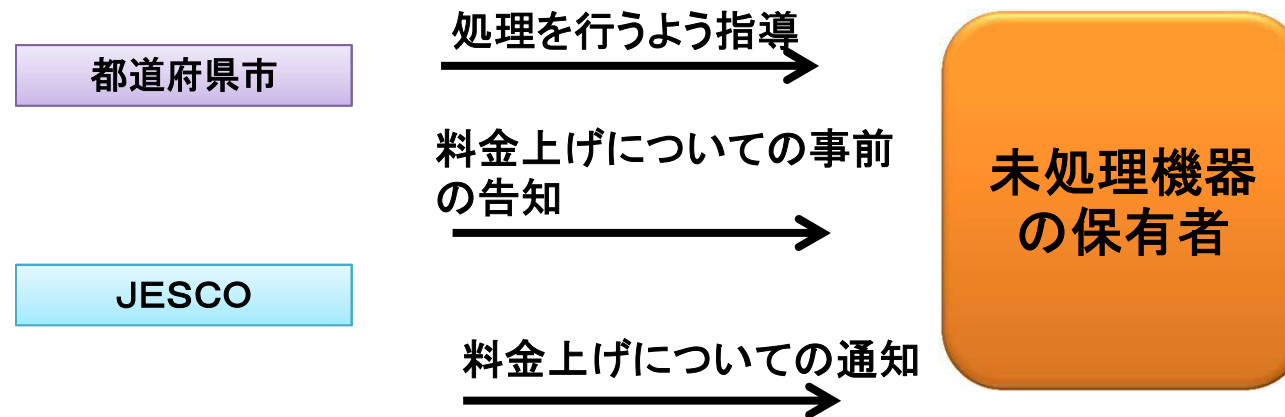 処理を行うよう指導
都道府県市
料金上げについての事前
の告知
未処理機器
の保有者
JESCO
料金上げについての通知